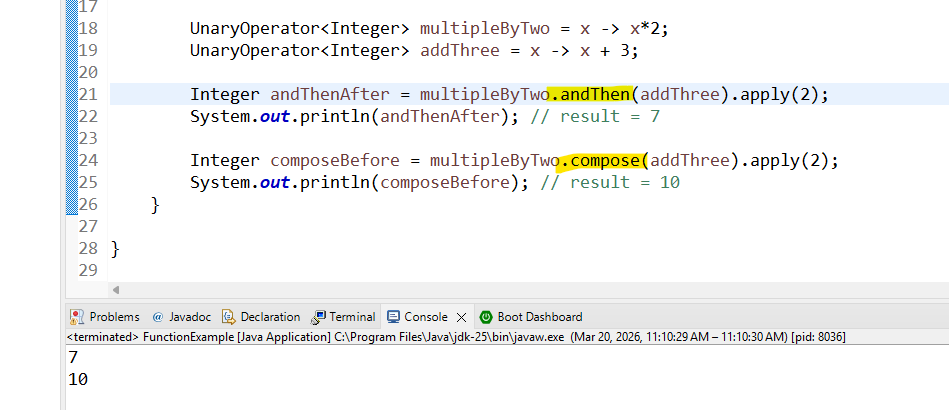 17
18 UnaryOperator<Integer> multipleByTwo = x -> x*2;
19 UnaryOperator<Integer> addThree = x -> x + 3;
20
21 Integer andThenAfter = multipleByTwo.andThen(addThree).apply(2);
22 System.out.println(andThenAfter); // result = 7
23
24 Integer composeBefore = multipleByTwo.compose(addThree).apply(2);
25 System.out.println(composeBefore); // result = 10
26 }
27
28 }
29
Problems @ Javadoc Declaration Terminal Console Boot Dashboard
<terminated> FunctionExample [Java Application] C:\Program Files\Java\jdk-25\bin\javaw.exe (Mar 20, 2026, 11:10:29 AM – 11:10:30 AM) [pid: 8036]
7
10